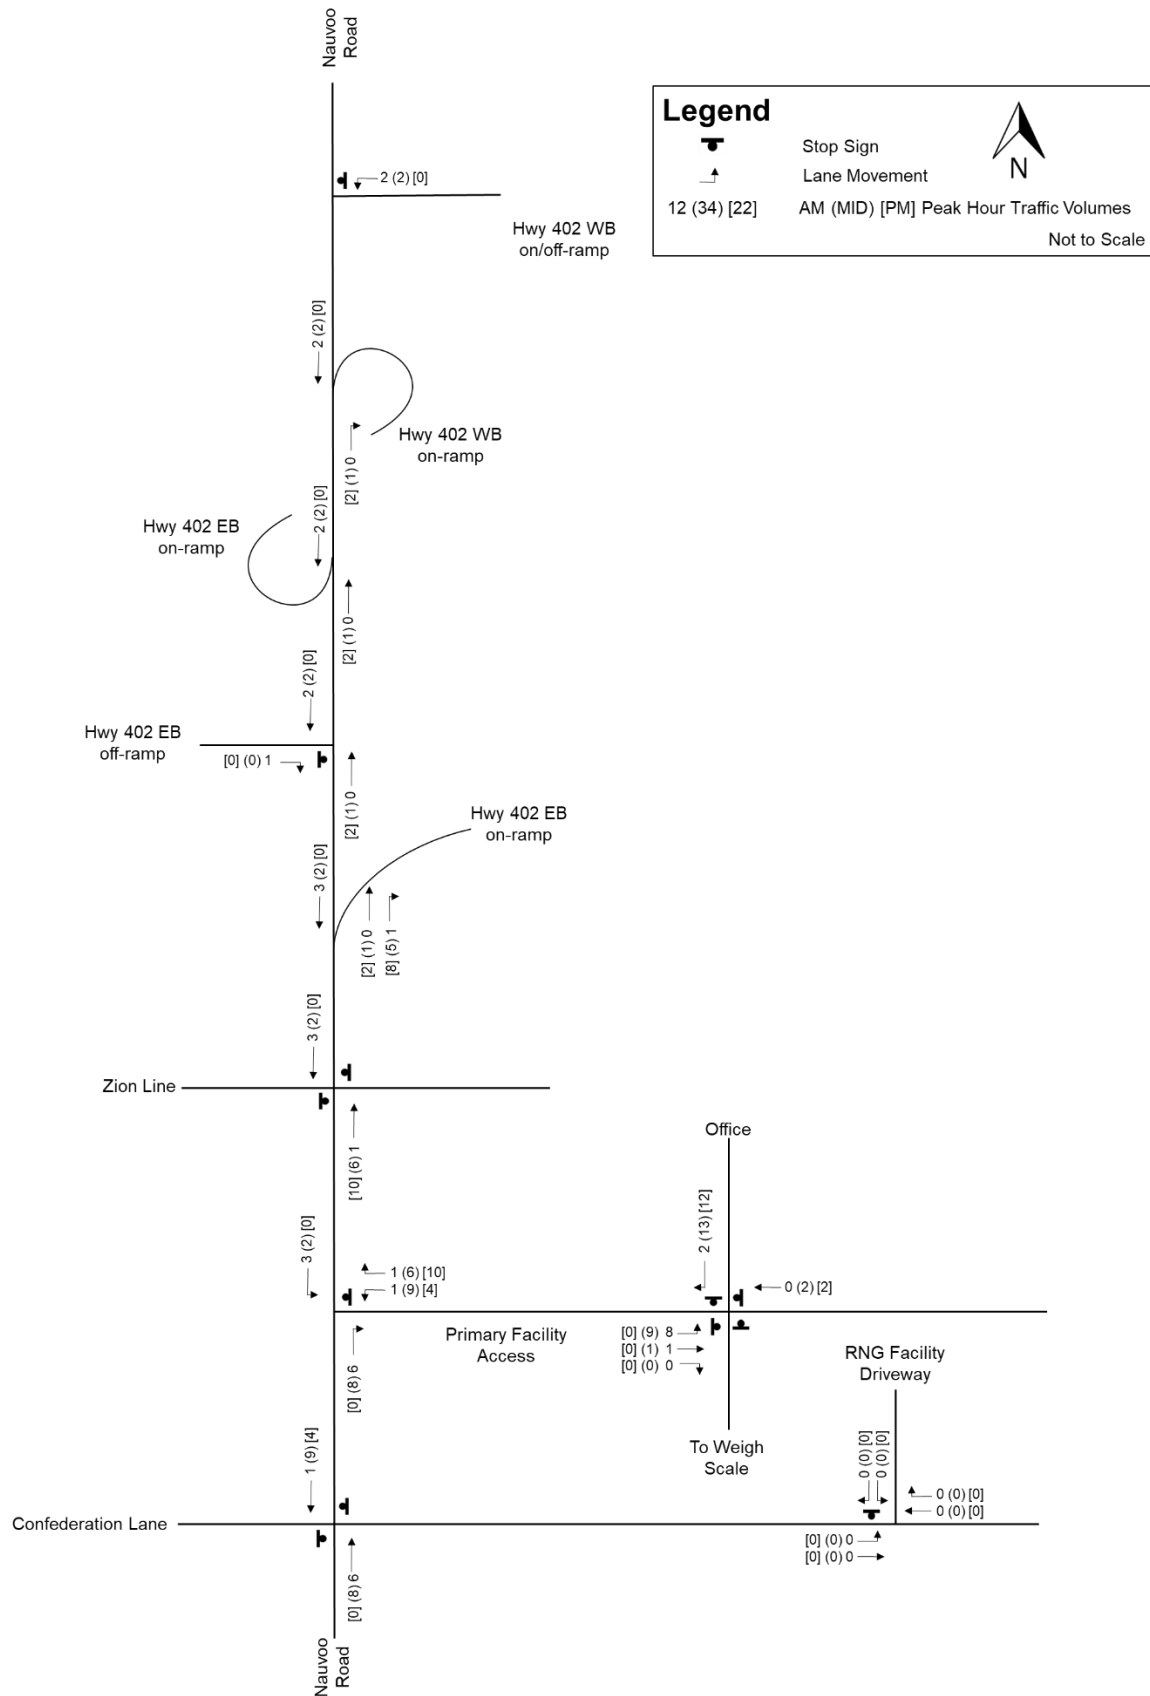 Nauvoo
Road
Legend
Stop Sign
Lane Movement
N
12 (34) [22] AM (MID) [PM] Peak Hour Traffic Volumes
Not to Scale
2 (2) [0]
Hwy 402 WB
on/off-ramp
2 (2) [0]
Hwy 402 WB
on-ramp
[2] (1) 0
2 (2) [0]
Hwy 402 EB
on-ramp
[2] (1) 0
2 (2) [0]
Hwy 402 EB
off-ramp
[0] (0) 1
[2] (1) 0
Hwy 402 EB
on-ramp
3 (2) [0]
[2] (1) 0
[8] (5) 1
3 (2) [0]
Zion Line
[10] (6) 1
Office
2 (13) [12]
3 (2) [0]
1 (6) [10]
1 (9) [4]
0 (2) [2]
Primary Facility
Access
[0] (9) 8
[0] (1) 1
[0] (0) 0
[0] (8) 6
RNG Facility
Driveway
To Weigh
Scale
1 (9) [4]
0 (0) [0]
0 (0) [0]
0 (0) [0]
0 (0) [0]
Confederation Lane
[0] (0) 0
[0] (0) 0
[0] (8) 6
Nauvoo
Road